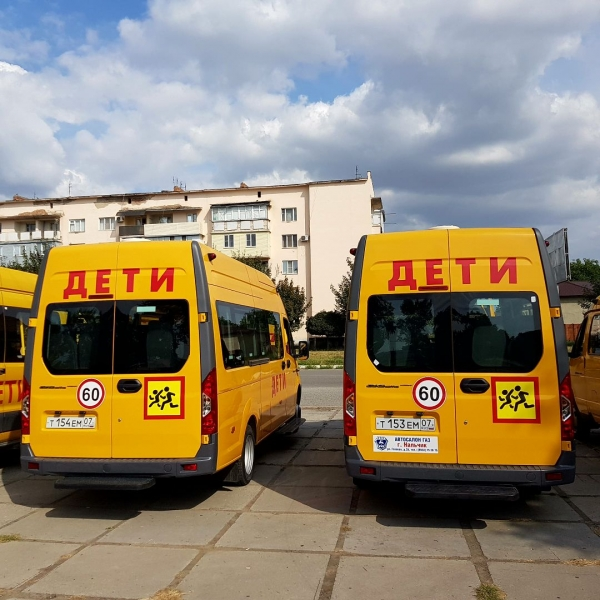 ДЕТИ
60
Т 154 ЕМ 07
ДЕТИ
ДЕТИ
ДЕТИ
60
Т 153 ЕМ 07
АВТОСАЛОН ГАЗ
г. Нальчик